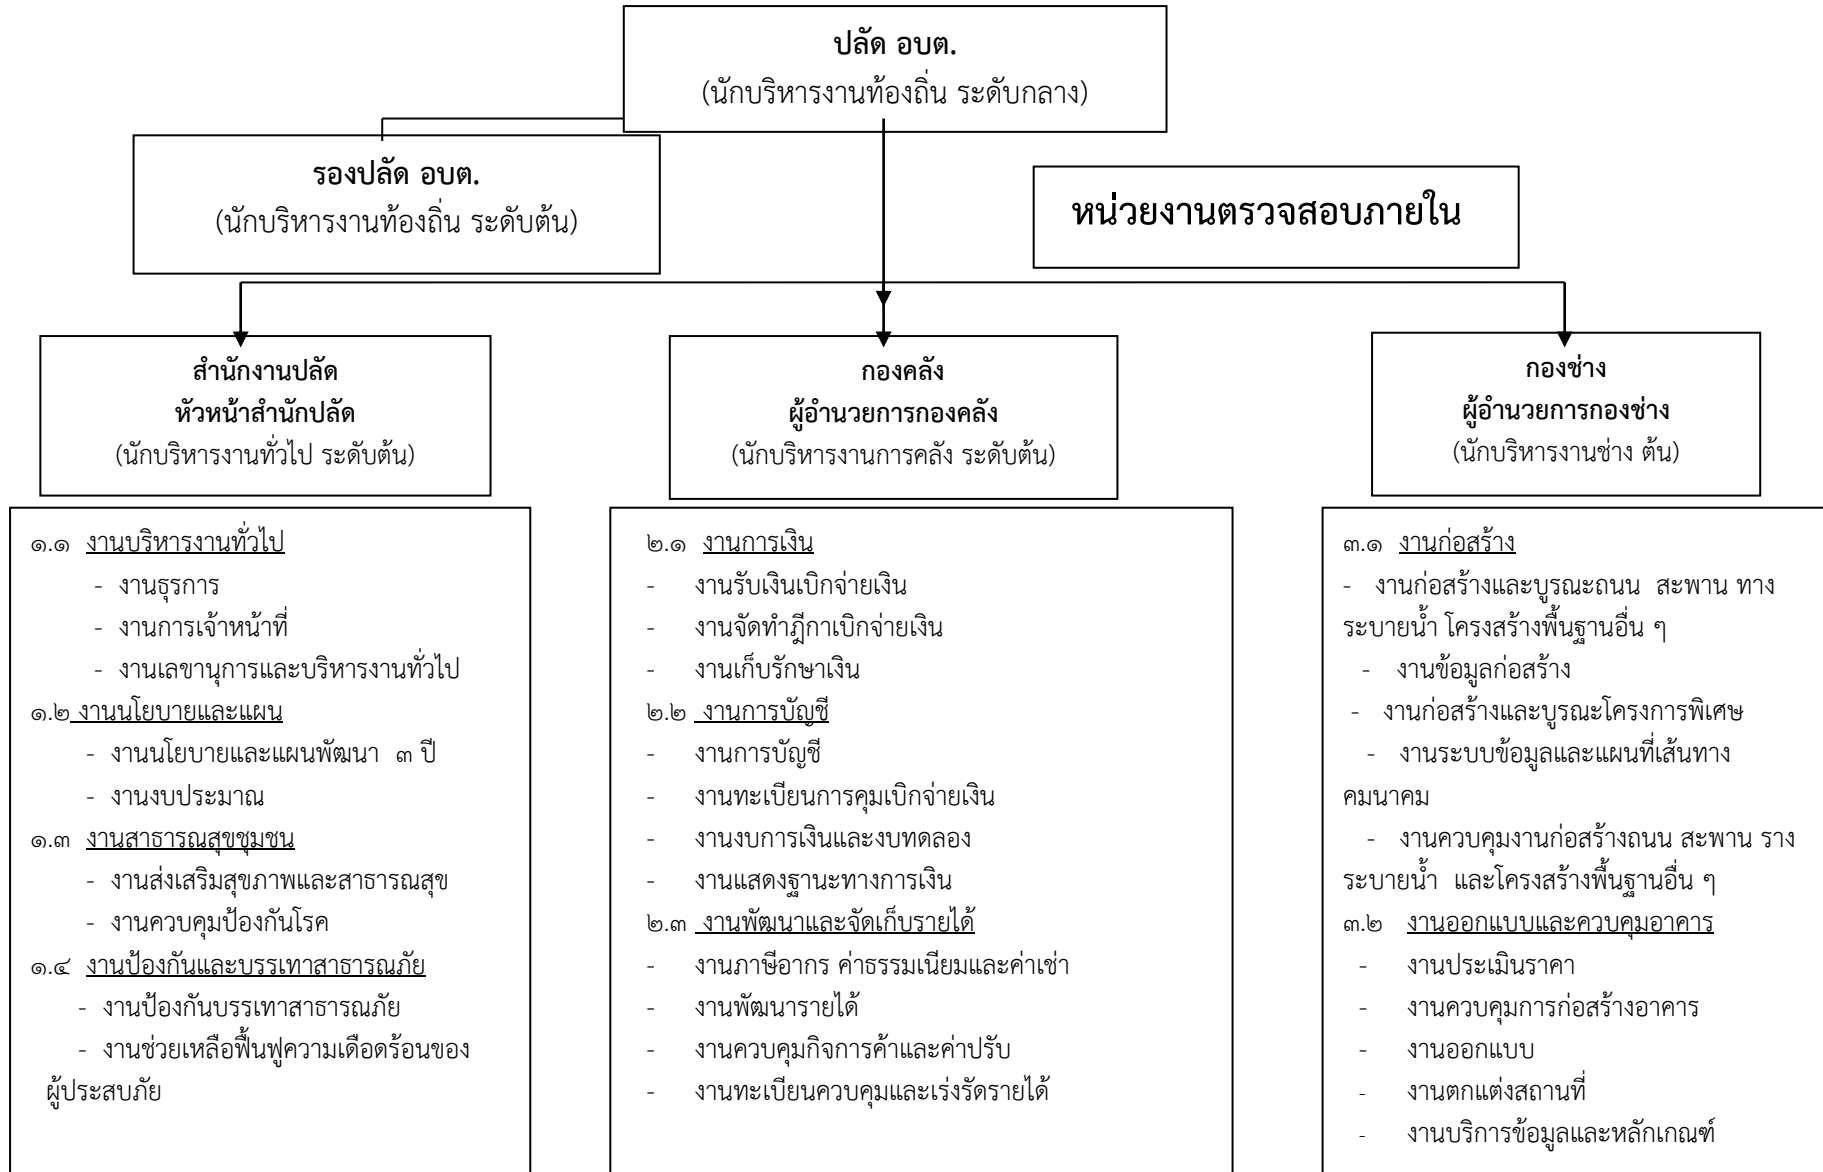 ปลัด อบต.
(นักบริหารงานท้องถิ่น ระดับกลาง)
รองปลัด อบต.
(นักบริหารงานท้องถิ่น ระดับต้น)
หน่วยงานตรวจสอบภายใน
สำนักงานปลัด
หัวหน้าสำนักปลัด
(นักบริหารงานทั่วไป ระดับต้น)
กองคลัง
ผู้อำนวยการกองคลัง
(นักบริหารงานการคลัง ระดับต้น)
กองช่าง
ผู้อำนวยการกองช่าง
(นักบริหารงานช่าง ต้น)
๑.๑ งานบริหารงานทั่วไป
- งานธุรการ
- งานการเจ้าหน้าที่
- งานเลขานุการและบริหารงานทั่วไป
๑.๒ งานนโยบายและแผน
- งานนโยบายและแผนพัฒนา ๓ ปี
- งานงบประมาณ
๑.๓ งานสาธารณสุขชุมชน
- งานส่งเสริมสุขภาพและสาธารณสุข
- งานควบคุมป้องกันโรค
๑.๔ งานป้องกันและบรรเทาสาธารณภัย
- งานป้องกันบรรเทาสาธารณภัย
- งานช่วยเหลือฟื้นฟูความเดือดร้อนของ
ผู้ประสบภัย
๒.๑ งานการเงิน
- งานรับเงินเบิกจ่ายเงิน
- งานจัดทำฎีกาเบิกจ่ายเงิน
- งานเก็บรักษาเงิน
๒.๒ งานการบัญชี
- งานการบัญชี
- งานทะเบียนการคุมเบิกจ่ายเงิน
- งานงบการเงินและงบทดลอง
- งานแสดงฐานะทางการเงิน
๒.๓ งานพัฒนาและจัดเก็บรายได้
- งานภาษีอากร ค่าธรรมเนียมและค่าเช่า
- งานพัฒนารายได้
- งานควบคุมกิจการค้าและค่าปรับ
- งานทะเบียนควบคุมและเร่งรัดรายได้
๓.๑ งานก่อสร้าง
- งานก่อสร้างและบูรณะถนน สะพาน ทาง
ระบายน้ำ โครงสร้างพื้นฐานอื่น ๆ
- งานข้อมูลก่อสร้าง
- งานก่อสร้างและบูรณะโครงการพิเศษ
- งานระบบข้อมูลและแผนที่เส้นทาง
คมนาคม
- งานควบคุมงานก่อสร้างถนน สะพาน ราง
ระบายน้ำ และโครงสร้างพื้นฐานอื่น ๆ
๓.๒ งานออกแบบและควบคุมอาคาร
- งานประเมินราคา
- งานควบคุมการก่อสร้างอาคาร
- งานออกแบบ
- งานตกแต่งสถานที่
- งานบริการข้อมูลและหลักเกณฑ์